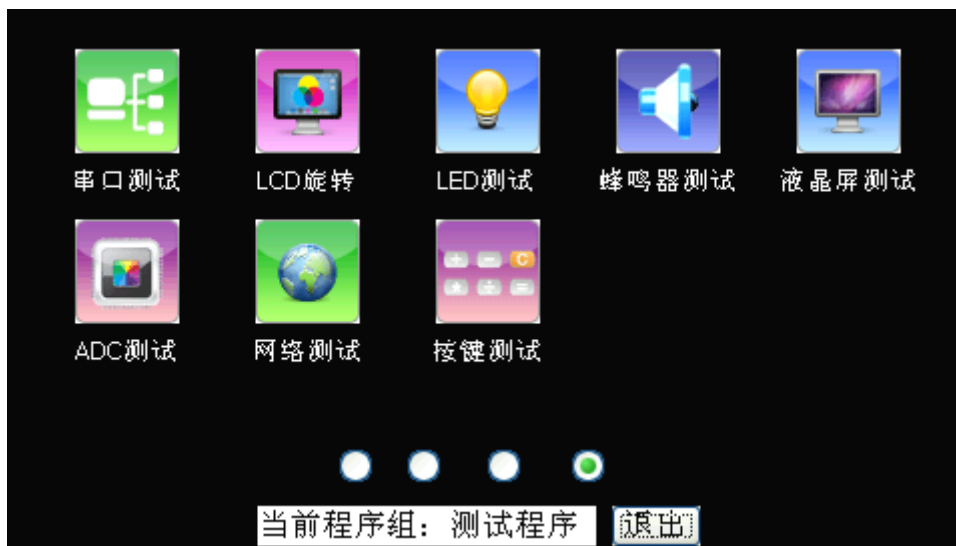 串口测试 LCD旋转 LED测试 蜂鸣器测试 液晶屏测试
C
ADC测试 网络测试 按键测试
当前程序组：测试程序 退出